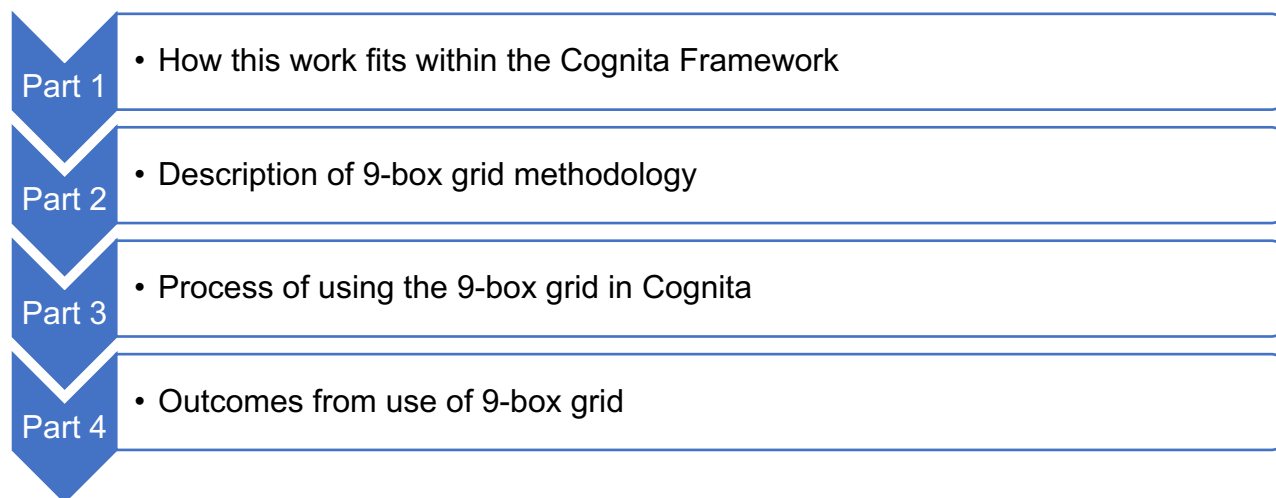 Part 1
• How this work fits within the Cognita Framework
Part 2
• Description of 9-box grid methodology
Part 3
• Process of using the 9-box grid in Cognita
Part 4
• Outcomes from use of 9-box grid